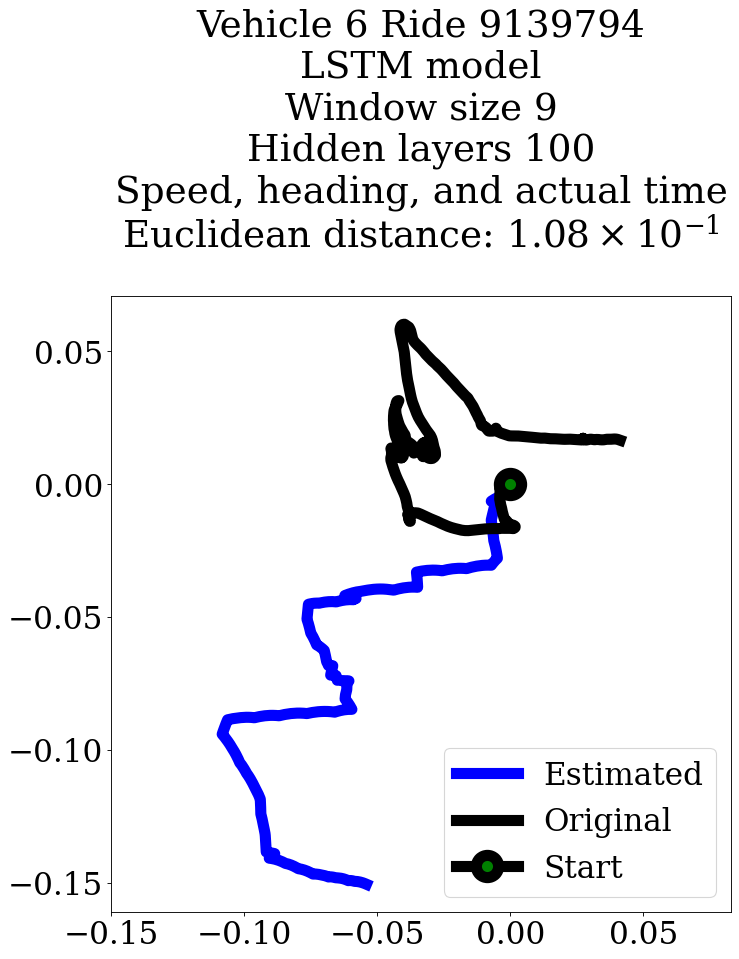 Vehicle 6 Ride 9139794
LSTM model
Window size 9
Hidden layers 100
Speed, heading, and actual time
Euclidean distance: 1.08 × 10⁻¹
0.05
0.00
−0.05
−0.10
−0.15
Estimated
Original
Start
−0.15 −0.10 −0.05 0.00 0.05